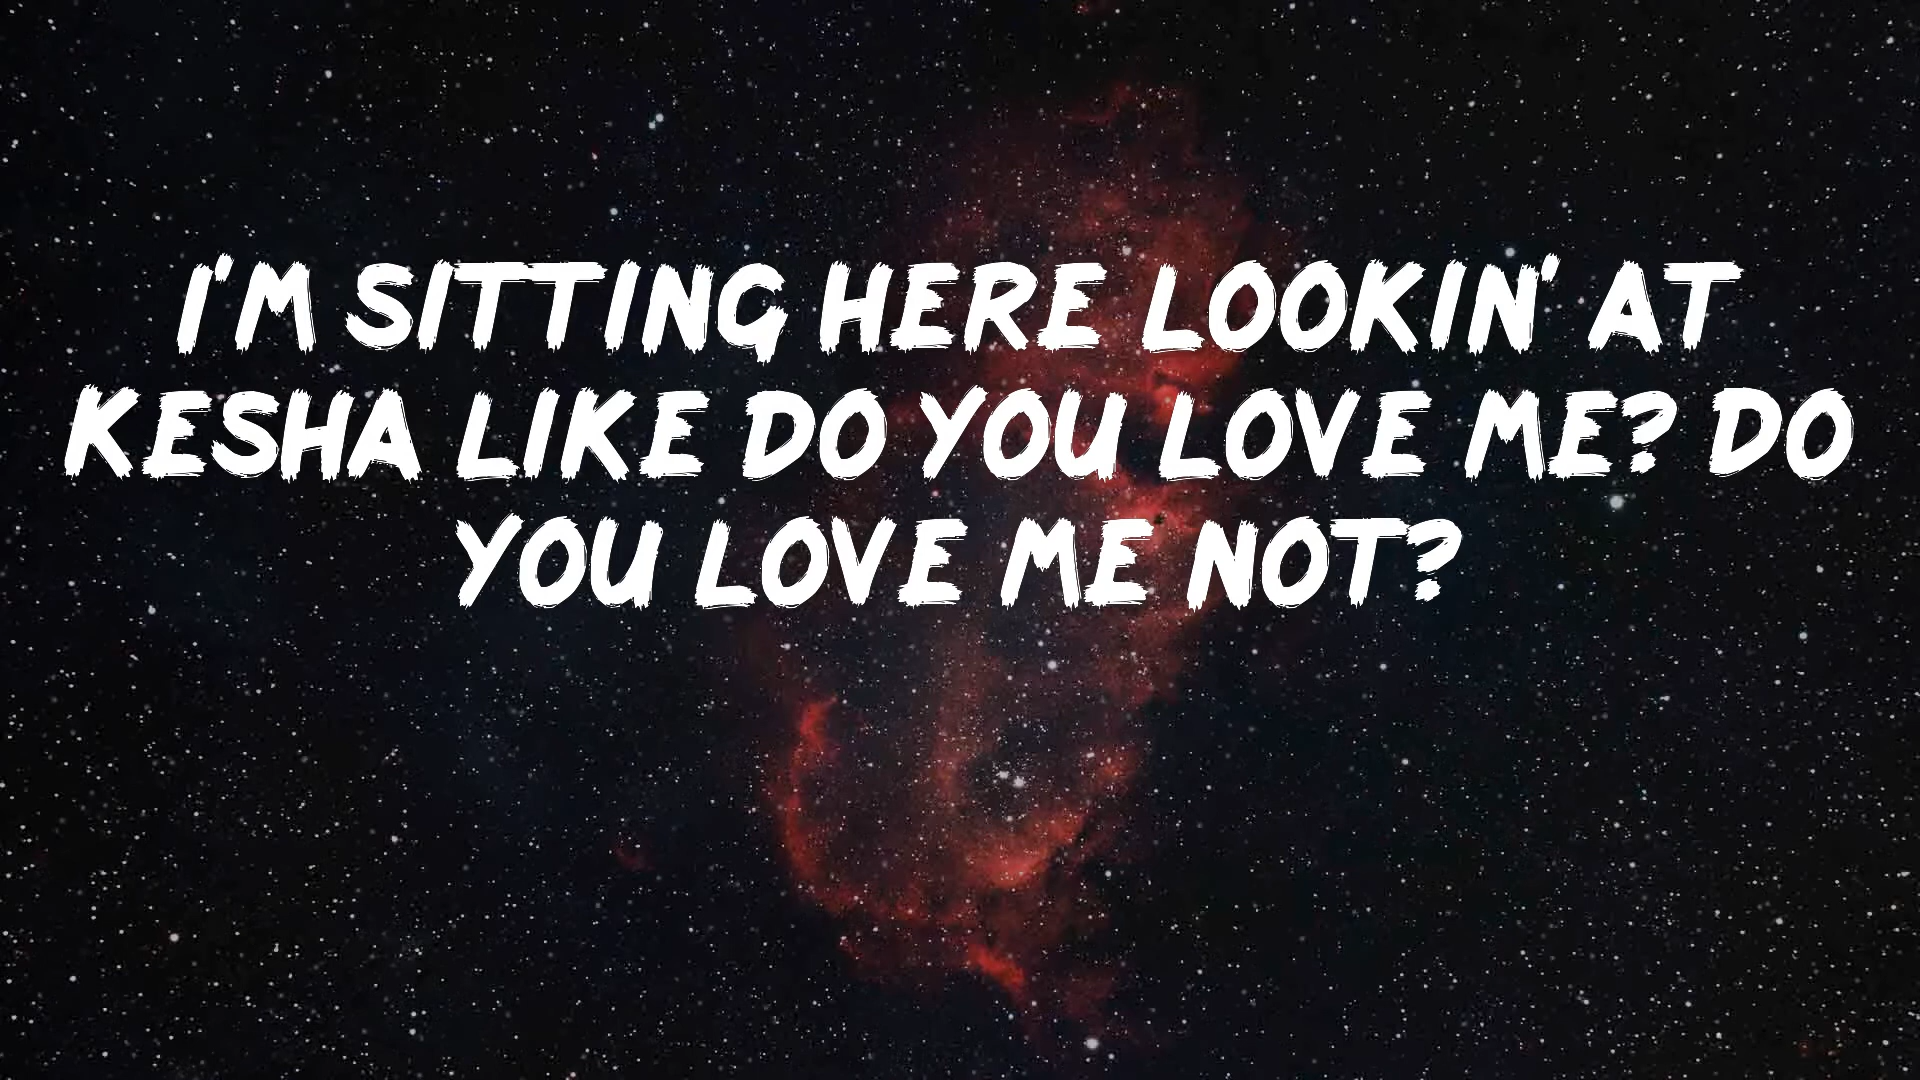 I'M SITTING HERE LOOKIN' AT
KESHA LIKE DO YOU LOVE ME? DO
YOU LOVE ME NOT?